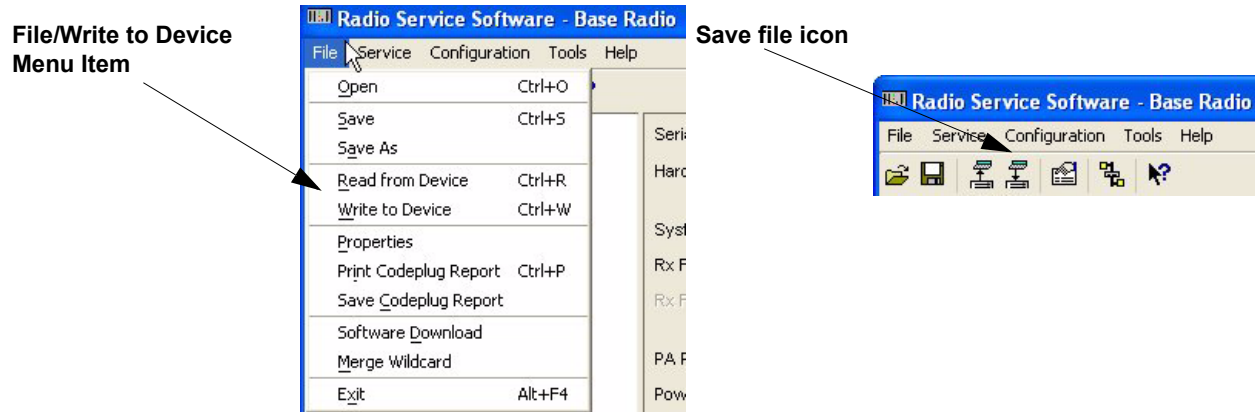 File/Write to Device
Menu Item
Radio Service Software - Base Radio
File Service Configuration Tools Help
Open Ctrl+O
Save Ctrl+S
Save As
Read from Device Ctrl+R
Write to Device Ctrl+W
Properties
Print Codeplug Report Ctrl+P
Save Codeplug Report
Software Download
Merge Wildcard
Exit Alt+F4
Seri
Hard
Syst
Rx F
Rx F
PA P
Pow
Save file icon
Radio Service Software - Base Radio
File Service Configuration Tools Help